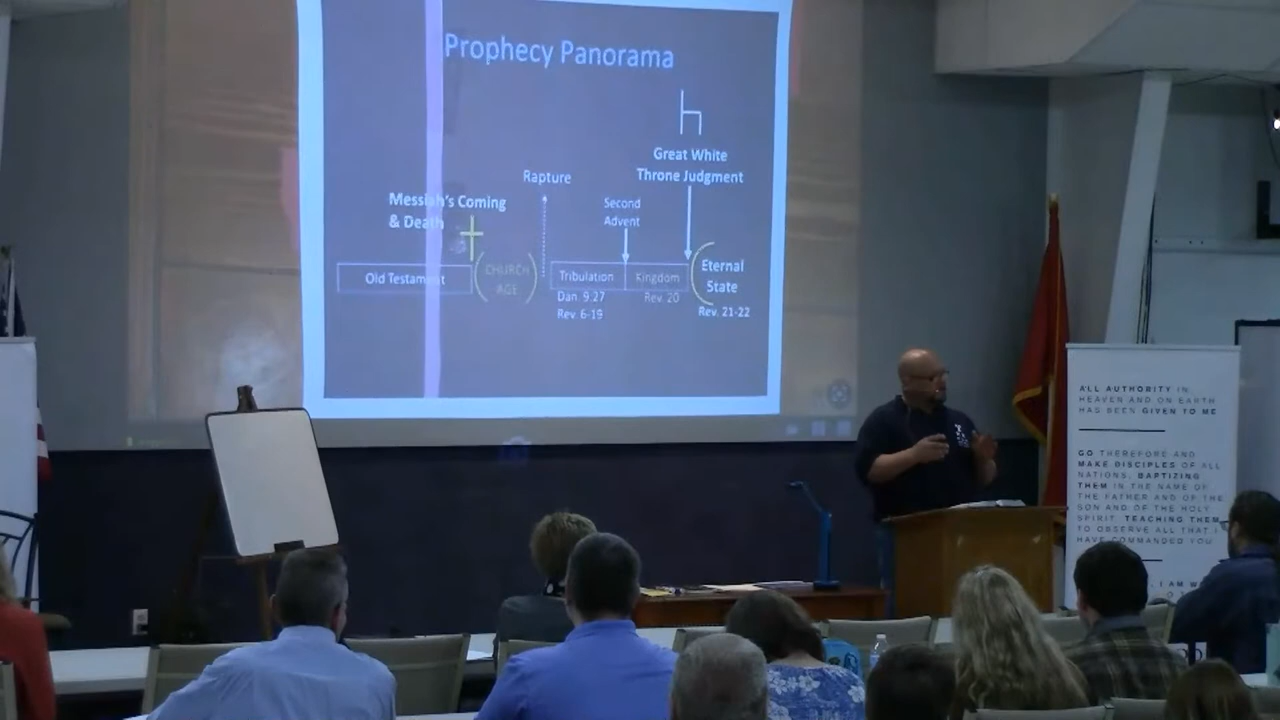 Prophecy Panorama
Great White
Throne Judgment
Rapture
Messiah's Coming
& Death
Second
Advent
Old Testament
CHURCH
AGE
Tribulation
Kingdom
Eternal
State
Dan. 9.27
Rev. 6-19
Rev. 20
Rev. 21-22
ALL AUTHORITY IN
HEAVEN AND ON EARTH
HAS BEEN GIVEN TO ME
GO THEREFORE AND
MAKE DISCIPLES OF ALL
NATIONS, BAPTIZING
THEM IN THE NAME OF
THE FATHER AND OF THE
SON AND OF THE HOLY
SPIRIT, TEACHING THEM
TO OBSERVE ALL THAT I
HAVE COMMANDED YOU
I AM